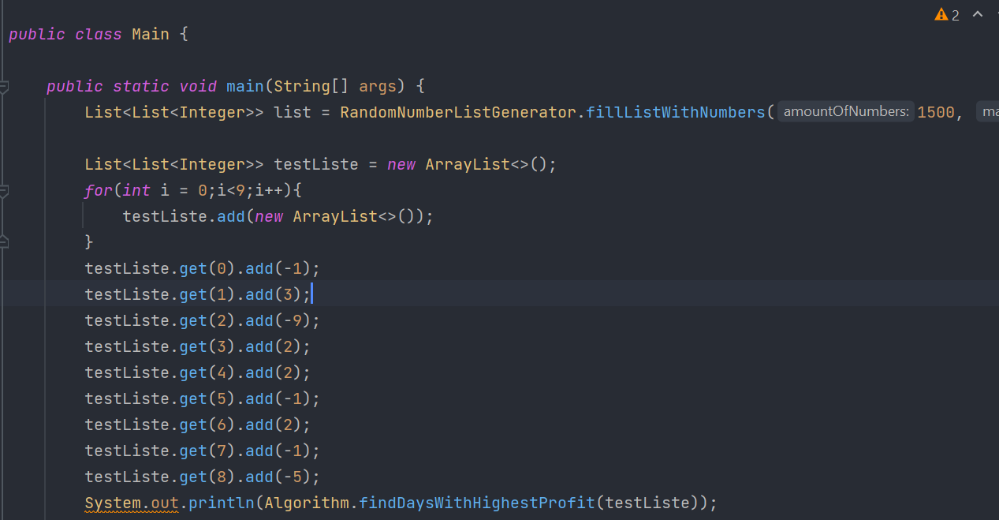 2
public class Main {
public static void main(String[] args) {
List<List<Integer>> list = RandomNumberListGenerator.fillListWithNumbers( amountOfNumbers: 1500,
List<List<Integer>> testListe = new ArrayList<>();
for(int i = 0;i<9;i++){
testListe.add(new ArrayList<>());
}
testListe.get(0).add(-1);
testListe.get(1).add(3);
testListe.get(2).add(-9);
testListe.get(3).add(2);
testListe.get(4).add(2);
testListe.get(5).add(-1);
testListe.get(6).add(2);
testListe.get(7).add(-1);
testListe.get(8).add(-5);
System.out.println(Algorithm.findDaysWithHighestProfit(testListe));